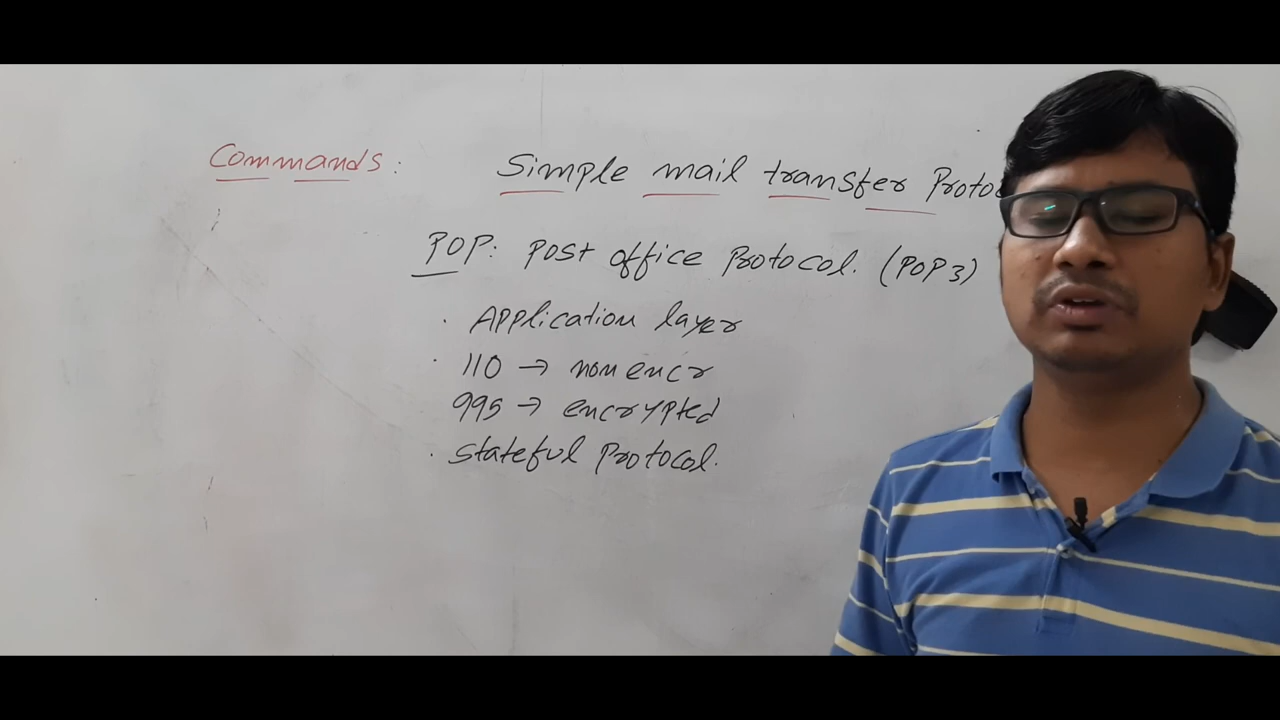 Commands: Simple mail transfer Protoc
POP: Post office Protocol. (POP3)
. Application layer
. 110 → non encr
995 → encrypted
. Stateful Protocol.